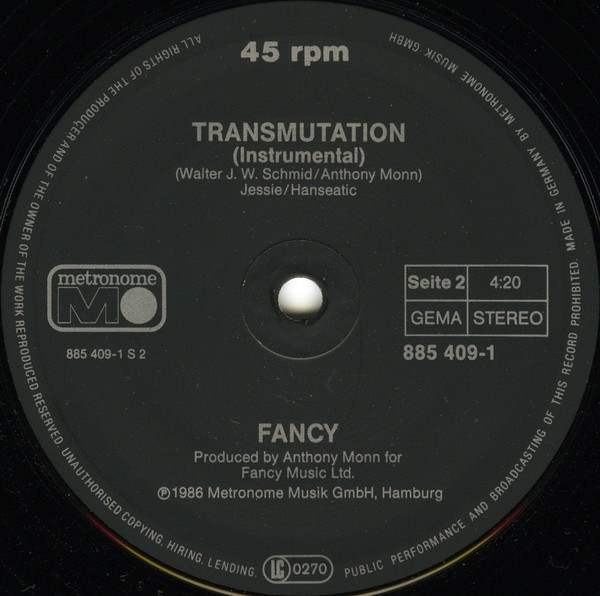 45 rpm
TRANSMUTATION
(Instrumental)
(Walter J. W. Schmid/Anthony Monn)
Jessie/Hanseatic
metronome
M
885 409-1 S 2
Seite 2 4:20
GEMA STEREO
885 409-1
FANCY
Produced by Anthony Monn for
Fancy Music Ltd.
℗ 1986 Metronome Musik GmbH, Hamburg
ALL RIGHTS OF THE PRODUCER AND OF THE OWNER OF THE WORK REPRODUCED RESERVED. UNAUTHORISED COPYING, HIRING, LENDING, PUBLIC PERFORMANCE AND BROADCASTING OF THIS RECORD PROHIBITED. MADE IN GERMANY BY METRONOME MUSIK GMBH
LC 0270